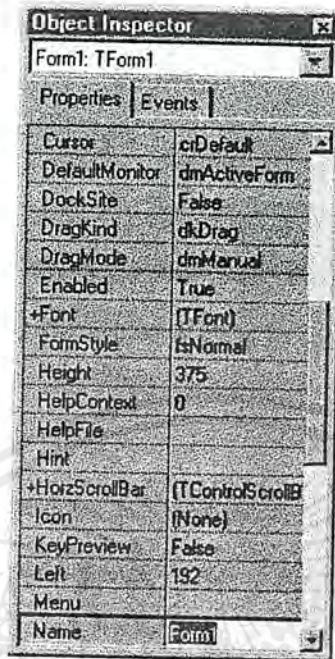 Object Inspector
Form1: TForm1
Properties Events
Cursor crDefault
DefaultMonitor dmActiveForm
DockSite False
DragKind dkDrag
DragMode dmManual
Enabled True
+Font (TFont)
FormStyle fsNormal
Height 375
HelpContext 0
HelpFile
Hint
+HorzScrollBar (TControlScrollB
Icon (None)
KeyPreview False
Left 192
Menu
Name Form1